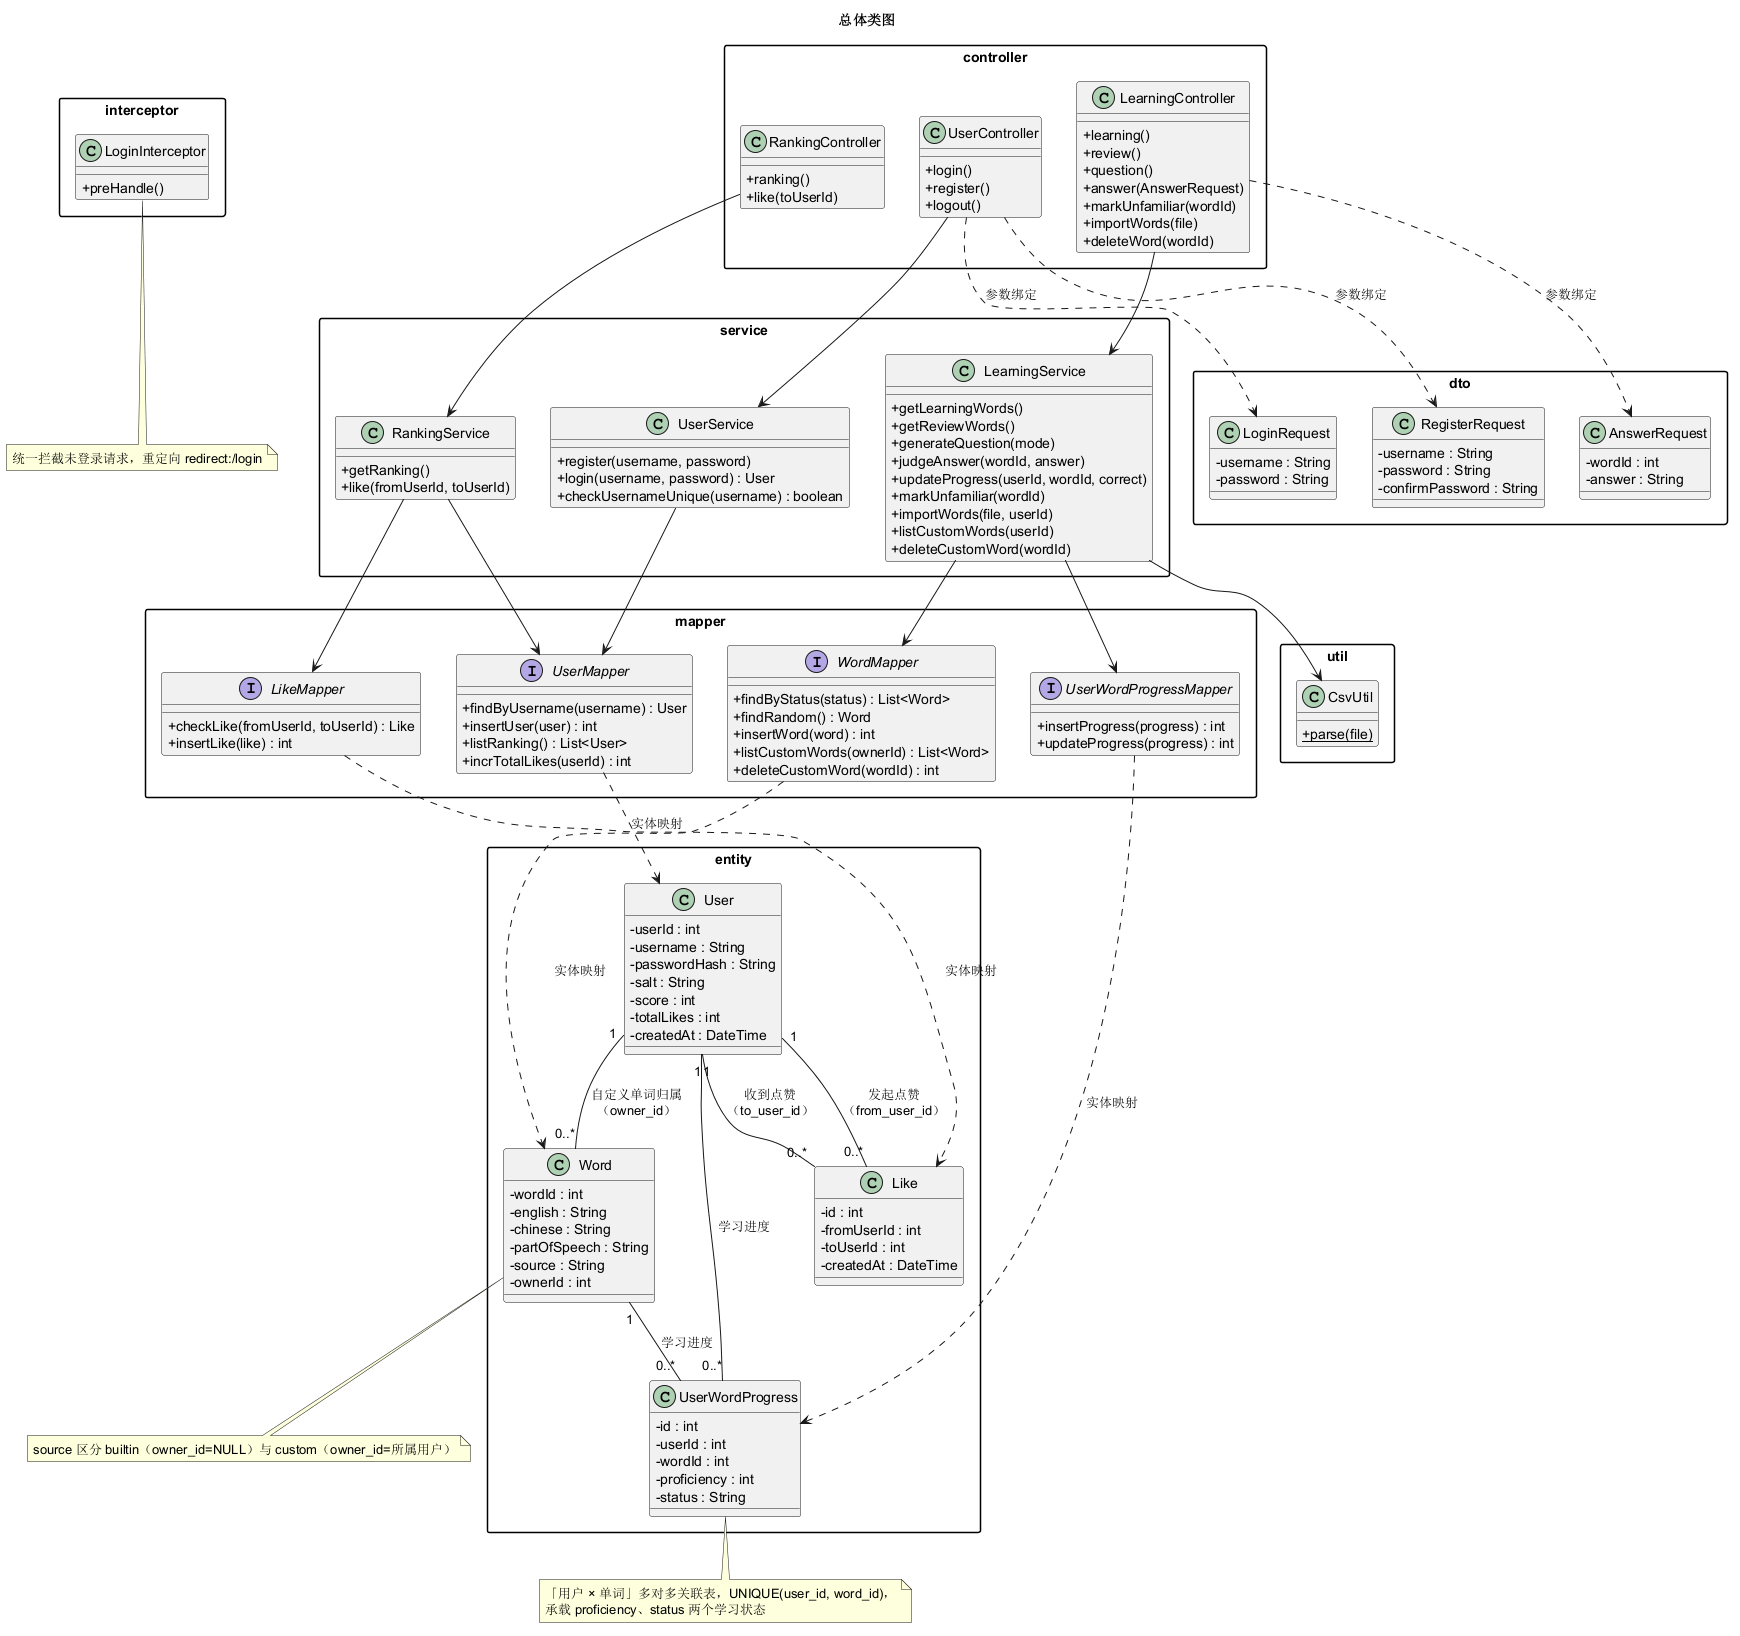 总体类图
interceptor
C LoginInterceptor
+preHandle()
统一拦截未登录请求，重定向 redirect:/login
controller
C RankingController
+ranking()
+like(toUserId)
C UserController
+login()
+register()
+logout()
C LearningController
+learning()
+review()
+question()
+answer(AnswerRequest)
+markUnfamiliar(wordId)
+importWords(file)
+deleteWord(wordId)
参数绑定
参数绑定
参数绑定
service
C RankingService
+getRanking()
+like(fromUserId, toUserId)
C UserService
+register(username, password)
+login(username, password) : User
+checkUsernameUnique(username) : boolean
C LearningService
+getLearningWords()
+getReviewWords()
+generateQuestion(mode)
+judgeAnswer(wordId, answer)
+updateProgress(userId, wordId, correct)
+markUnfamiliar(wordId)
+importWords(file, userId)
+listCustomWords(userId)
+deleteCustomWord(wordId)
dto
C LoginRequest
-username : String
-password : String
C RegisterRequest
-username : String
-password : String
-confirmPassword : String
C AnswerRequest
-wordId : int
-answer : String
mapper
I LikeMapper
+checkLike(fromUserId, toUserId) : Like
+insertLike(like) : int
I UserMapper
+findByUsername(username) : User
+insertUser(user) : int
+listRanking() : List<User>
+incrTotalLikes(userId) : int
I WordMapper
+findByStatus(status) : List<Word>
+findRandom() : Word
+insertWord(word) : int
+listCustomWords(ownerId) : List<Word>
+deleteCustomWord(wordId) : int
I UserWordProgressMapper
+insertProgress(progress) : int
+updateProgress(progress) : int
util
C CsvUtil
+parse(file)
实体映射
entity
C User
-userId : int
-username : String
-passwordHash : String
-salt : String
-score : int
-totalLikes : int
-createdAt : DateTime
实体映射
实体映射
实体映射
1
1
1
1
自定义单词归属
（owner_id）
收到点赞
（to_user_id）
发起点赞
（from_user_id）
0..*
0..*
0..*
C Word
-wordId : int
-english : String
-chinese : String
-partOfSpeech : String
-source : String
-ownerId : int
C Like
-id : int
-fromUserId : int
-toUserId : int
-createdAt : DateTime
学习进度
1
学习进度
0..*
0..*
C UserWordProgress
-id : int
-userId : int
-wordId : int
-proficiency : int
-status : String
source 区分 builtin（owner_id=NULL）与 custom（owner_id=所属用户）
「用户 × 单词」多对多关联表，UNIQUE(user_id, word_id)，
承载 proficiency、status 两个学习状态